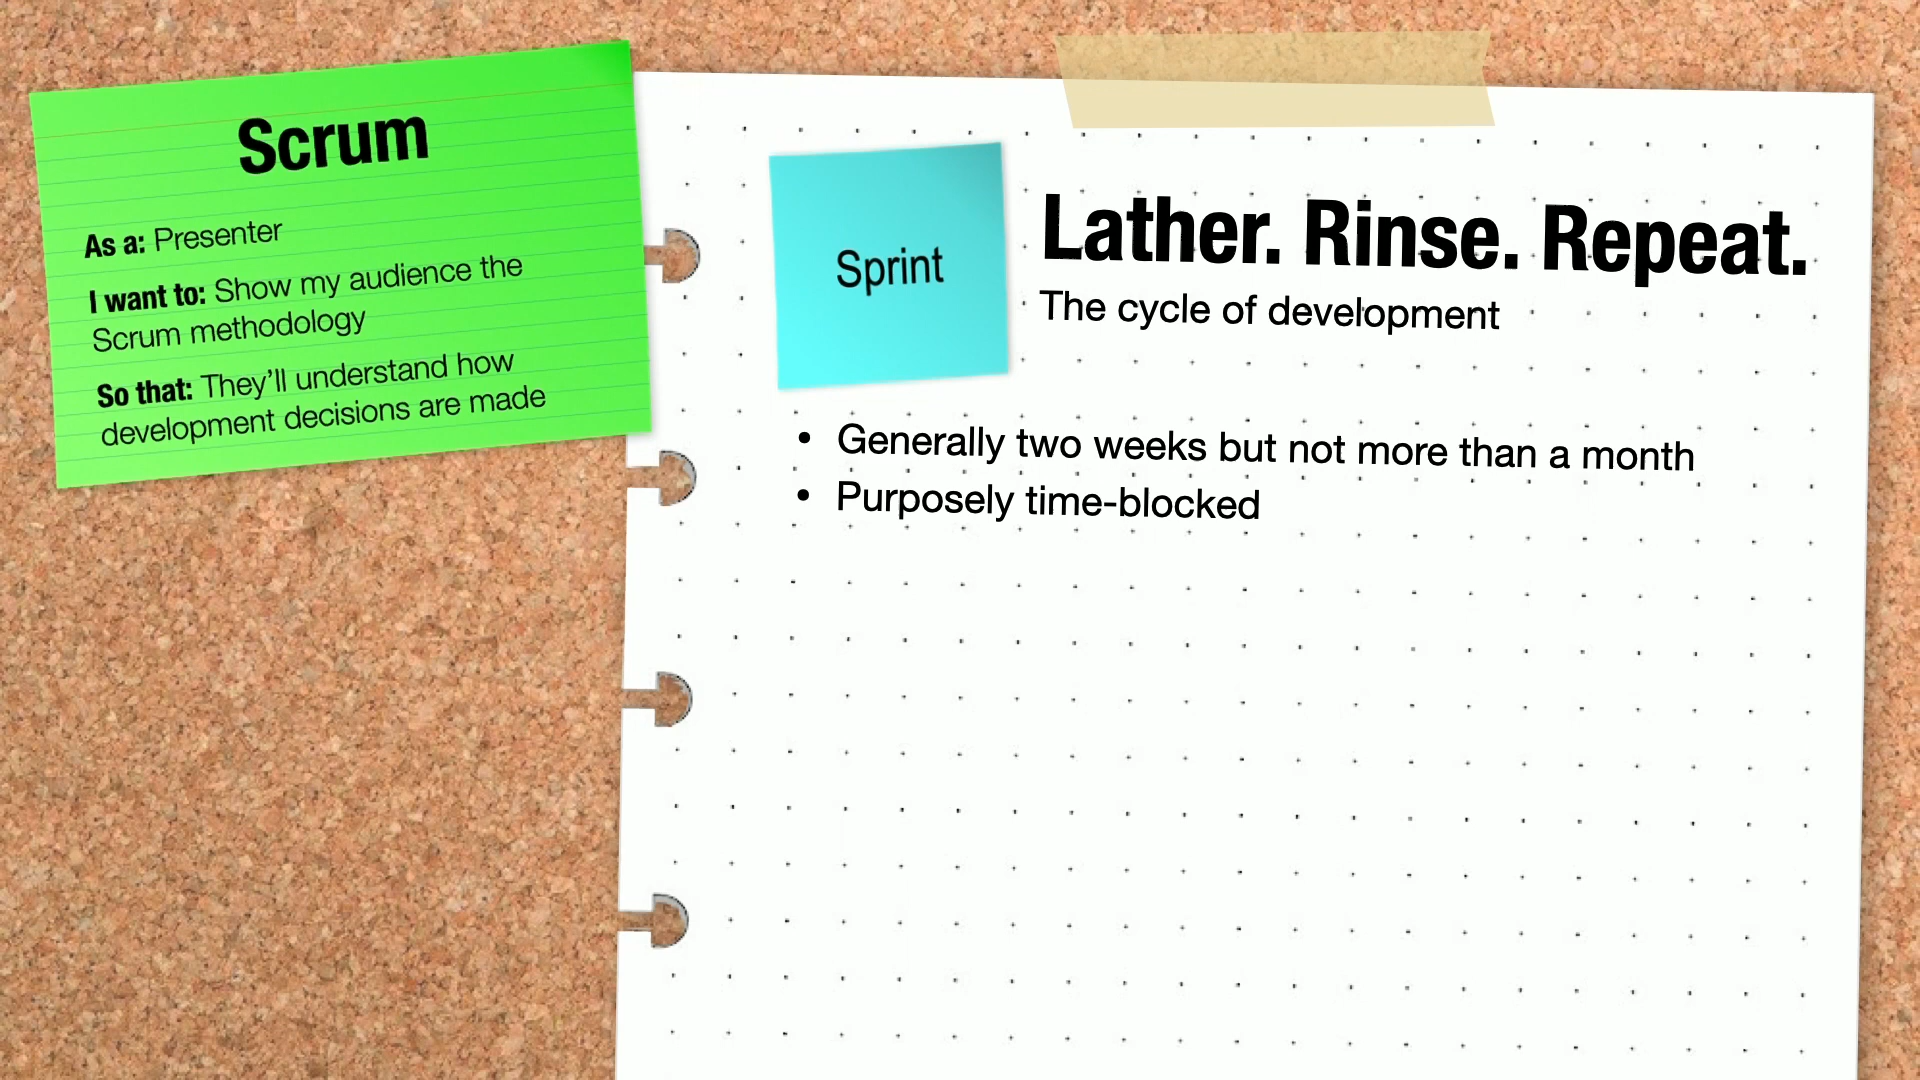 Scrum
As a: Presenter
I want to: Show my audience the
Scrum methodology
So that: They’ll understand how
development decisions are made
Sprint
Lather. Rinse. Repeat.
The cycle of development
• Generally two weeks but not more than a month
• Purposely time-blocked